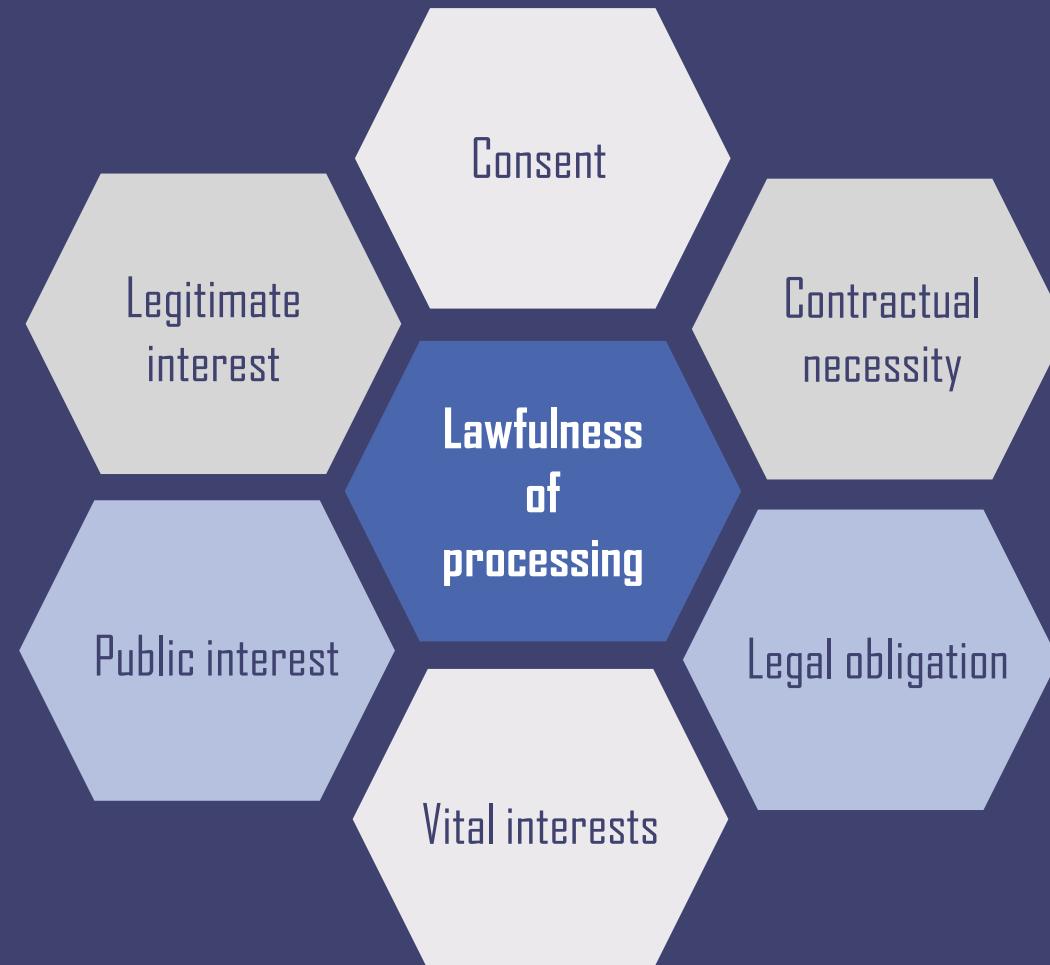 Consent
Legitimate
interest
Contractual
necessity
Lawfulness
of
processing
Public interest
Legal obligation
Vital interests